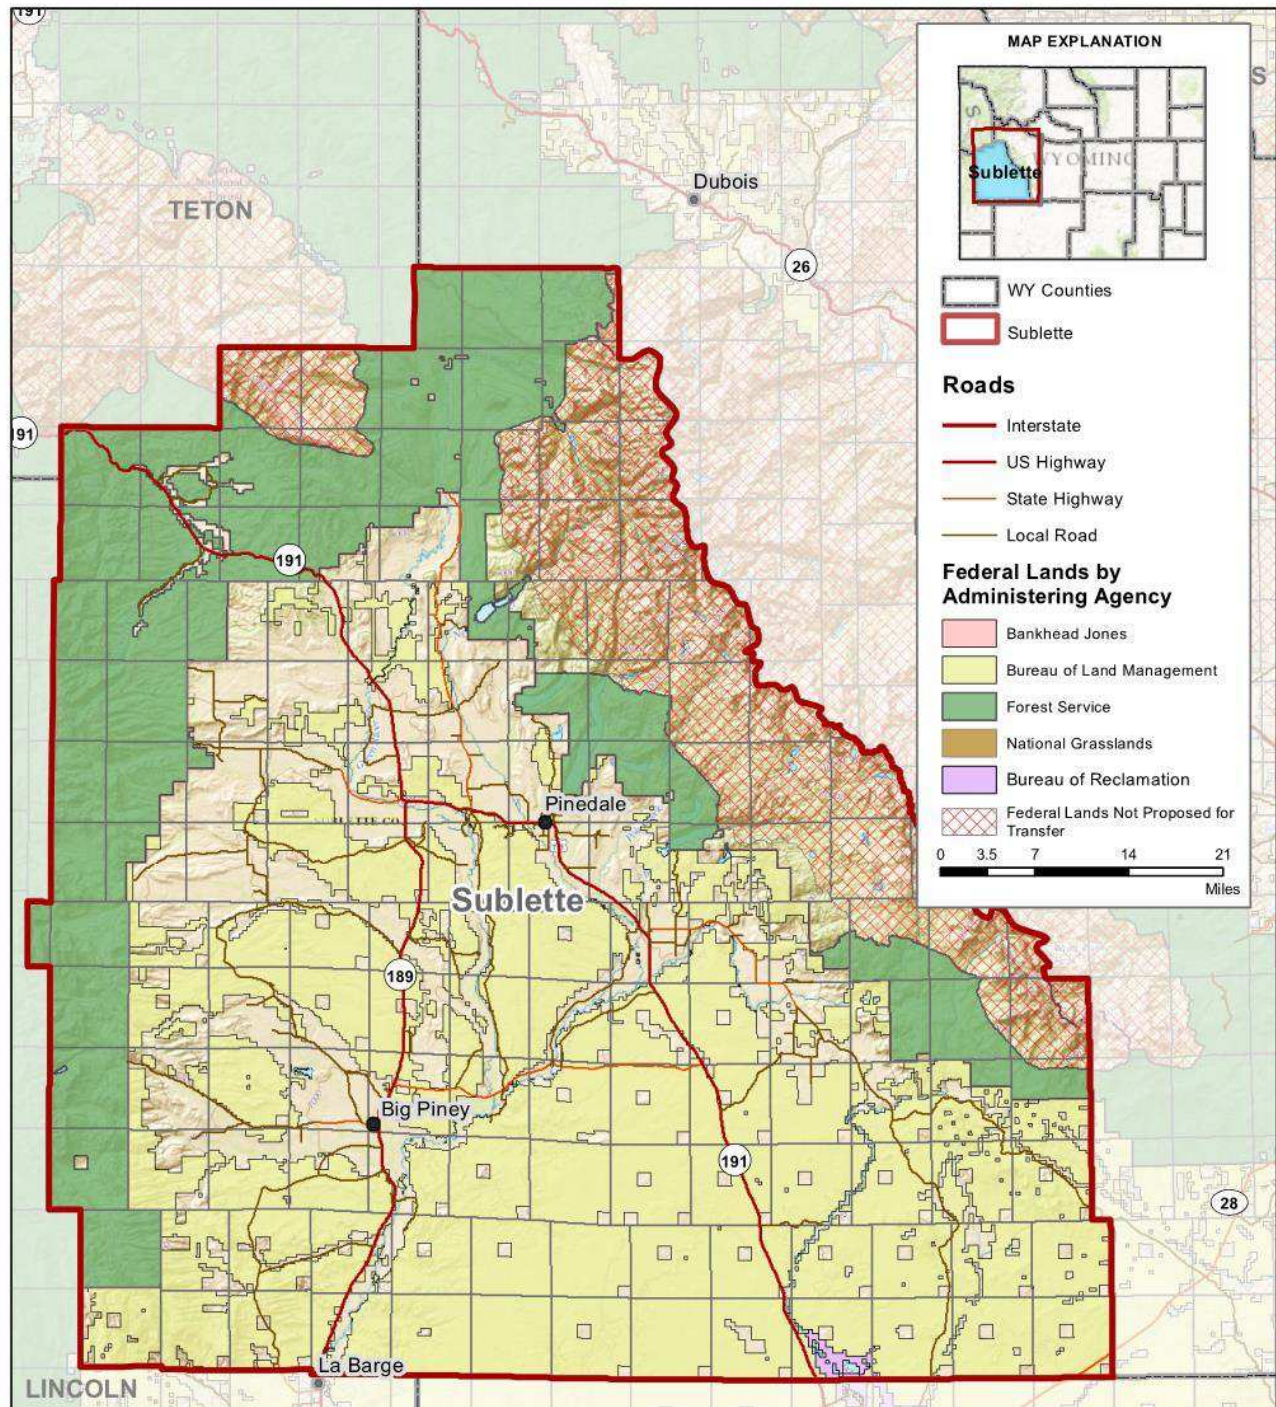 191
MAP EXPLANATION
S
WYOMING
Sublette
Dubois
TETON
26
WY Counties
Sublette
Roads
191
Interstate
US Highway
State Highway
Local Road
191
Federal Lands by
Administering Agency
Bankhead Jones
Bureau of Land Management
Forest Service
National Grasslands
Bureau of Reclamation
Federal Lands Not Proposed for
Transfer
Pinedale
0 3.5 7 14 21
Miles
Sublette
189
Big Piney
191
28
La Barge
LINCOLN